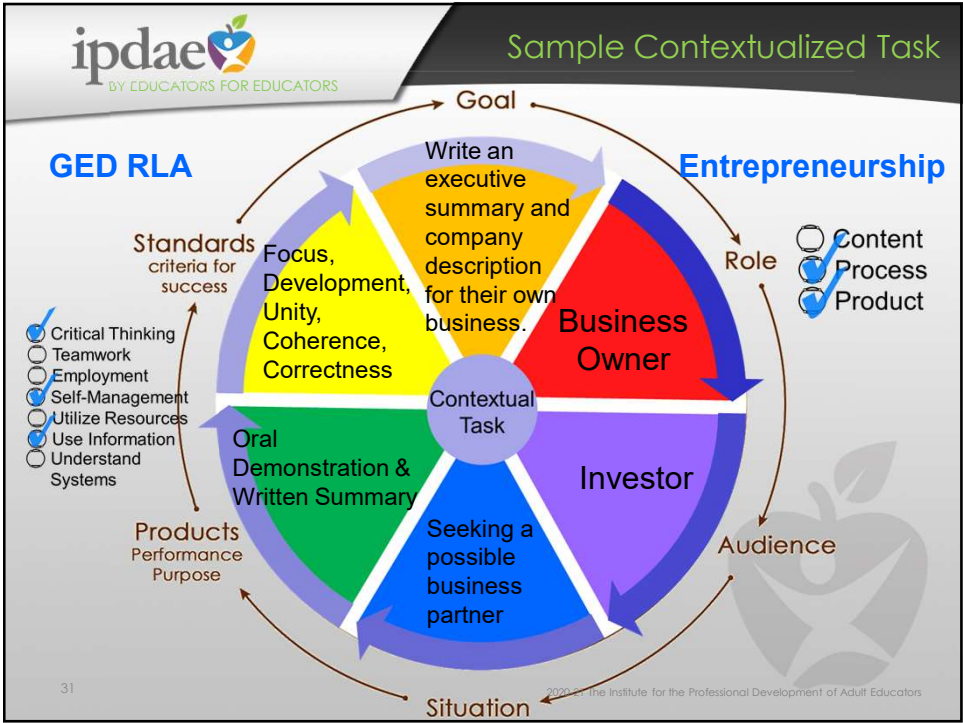 ipdae
BY EDUCATORS FOR EDUCATORS
Sample Contextualized Task
GED RLA
Entrepreneurship
Goal
Write an
executive
summary and
company
description
for their own
business.
Role
Business
Owner
Content
Process
Product
Standards
criteria for
success
Focus,
Development,
Unity,
Coherence,
Correctness
Critical Thinking
Teamwork
Employment
Self-Management
Utilize Resources
Use Information
Understand
Systems
Contextual
Task
Oral
Demonstration &
Written Summary
Investor
Seeking a
possible
business
partner
Products
Performance
Purpose
Audience
Situation
31
2020-21 The Institute for the Professional Development of Adult Educators